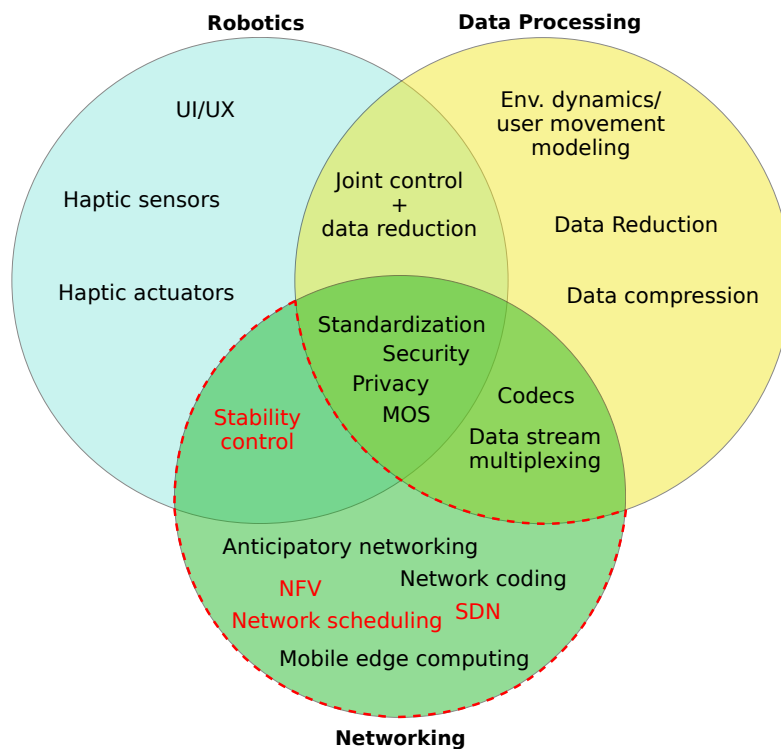 Robotics
Data Processing
UI/UX
Env. dynamics/
user movement
modeling
Joint control
+
data reduction
Haptic sensors
Data Reduction
Haptic actuators
Data compression
Standardization
Security
Privacy
MOS
Codecs
Data stream
multiplexing
Stability
control
Anticipatory networking
Network coding
NFV
SDN
Network scheduling
Mobile edge computing
Networking